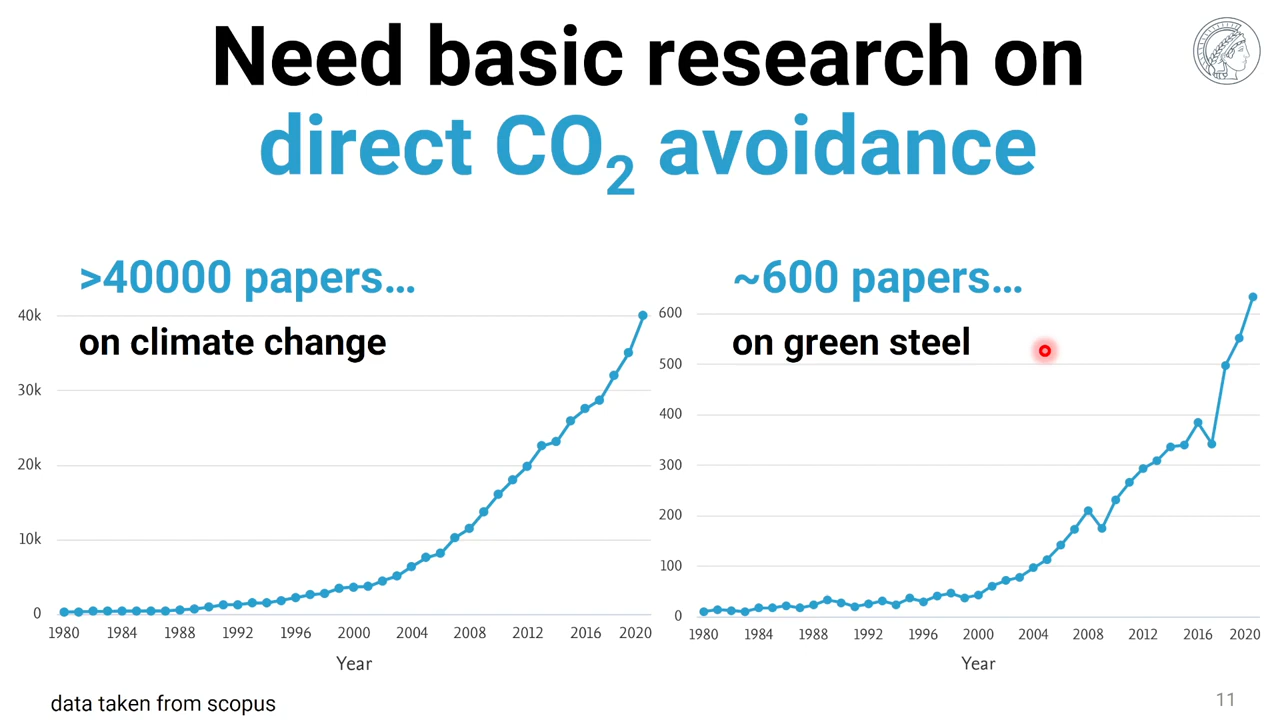 Need basic research on
direct CO₂ avoidance
>40000 papers...
on climate change
40k
30k
20k
10k
0
1980 1984 1988 1992 1996 2000 2004 2008 2012 2016 2020
Year
~600 papers...
on green steel
600
500
400
300
200
100
0
1980 1984 1988 1992 1996 2000 2004 2008 2012 2016 2020
Year
data taken from scopus
11